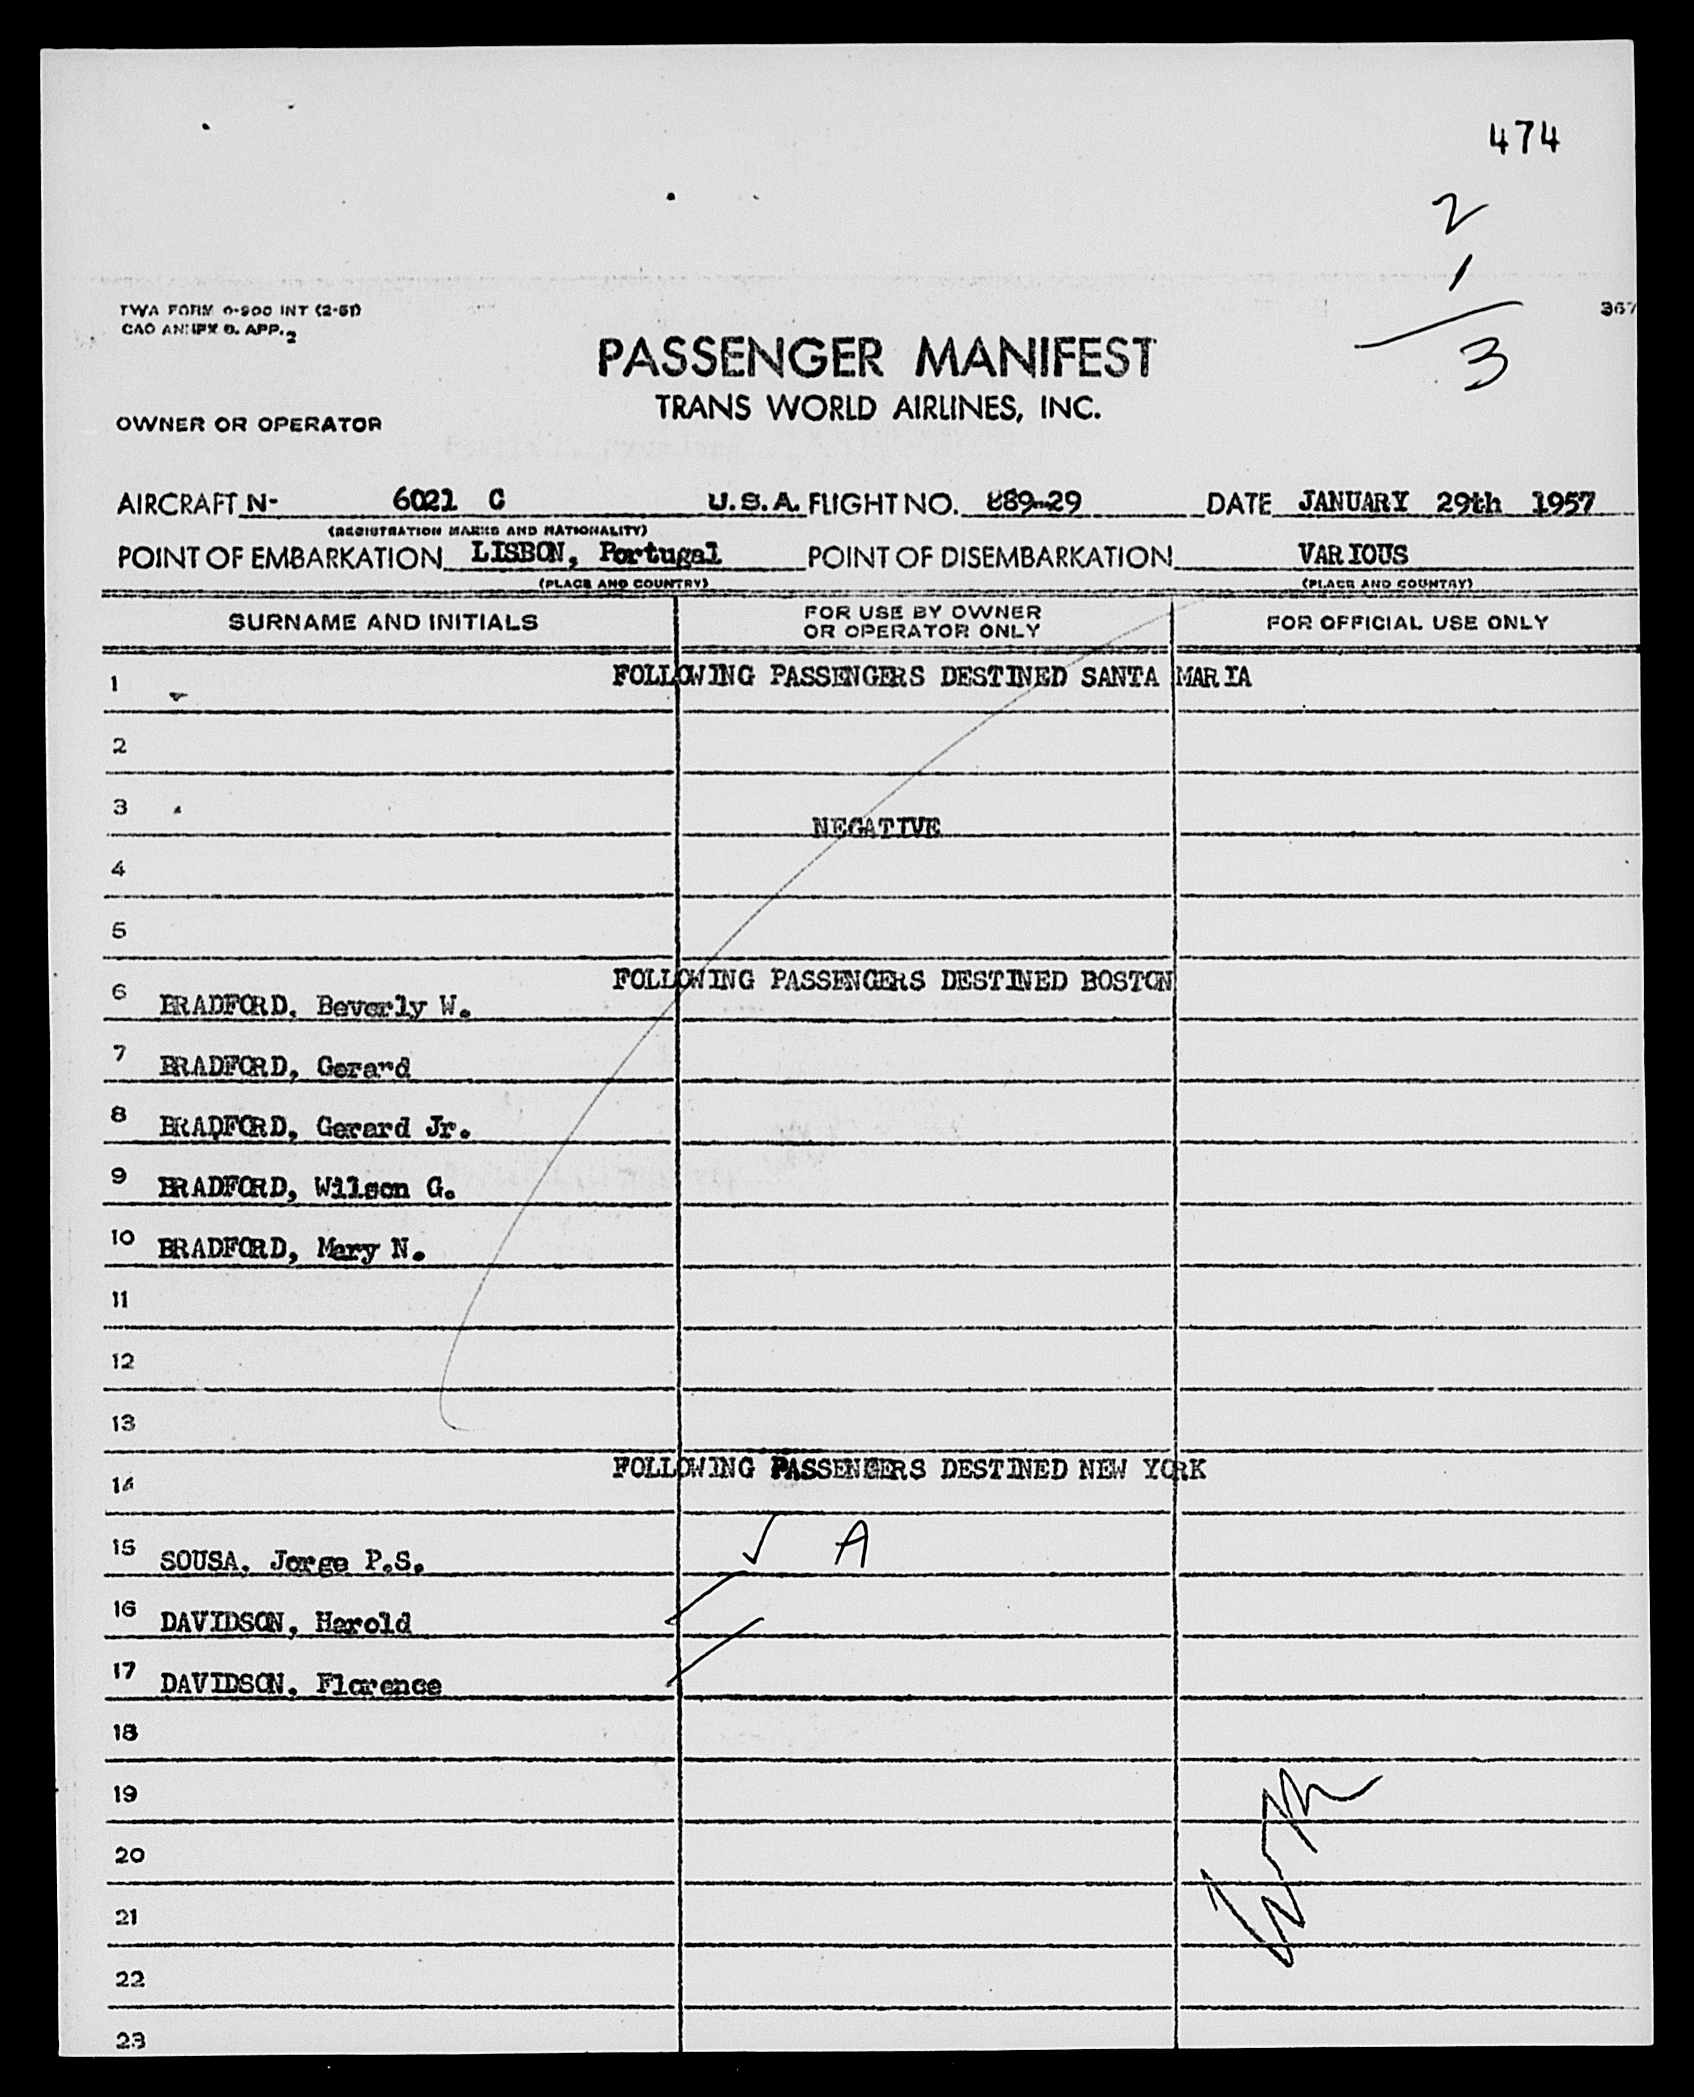 474
2
1
3
TWA FORM O-900 INT (2-51)
CAO ANNEX 9. APP. 2
367
PASSENGER MANIFEST
TRANS WORLD AIRLINES, INC.
OWNER OR OPERATOR
AIRCRAFT N- 6021 C U.S.A. FLIGHT NO. 889-29 DATE JANUARY 29th 1957
(REGISTRATION MARKS AND NATIONALITY)
POINT OF EMBARKATION LISBON, Portugal POINT OF DISEMBARKATION VARIOUS
(PLACE AND COUNTRY) (PLACE AND COUNTRY)
SURNAME AND INITIALS FOR USE BY OWNER OR OPERATOR ONLY FOR OFFICIAL USE ONLY
1 FOLLOWING PASSENGERS DESTINED SANTA MARIA
2
3 NEGATIVE
4
5
FOLLOWING PASSENGERS DESTINED BOSTON
6 BRADFORD, Beverly W.
7 BRADFORD, Gerard
8 BRADFORD, Gerard Jr.
9 BRADFORD, Wilson G.
10 BRADFORD, Mary N.
11
12
13
14 FOLLOWING PASSENGERS DESTINED NEW YORK
15 SOUSA, Jorge P.S. √ A
16 DAVIDSON, Harold
17 DAVIDSON, Florence
18
19
20
21
22
23